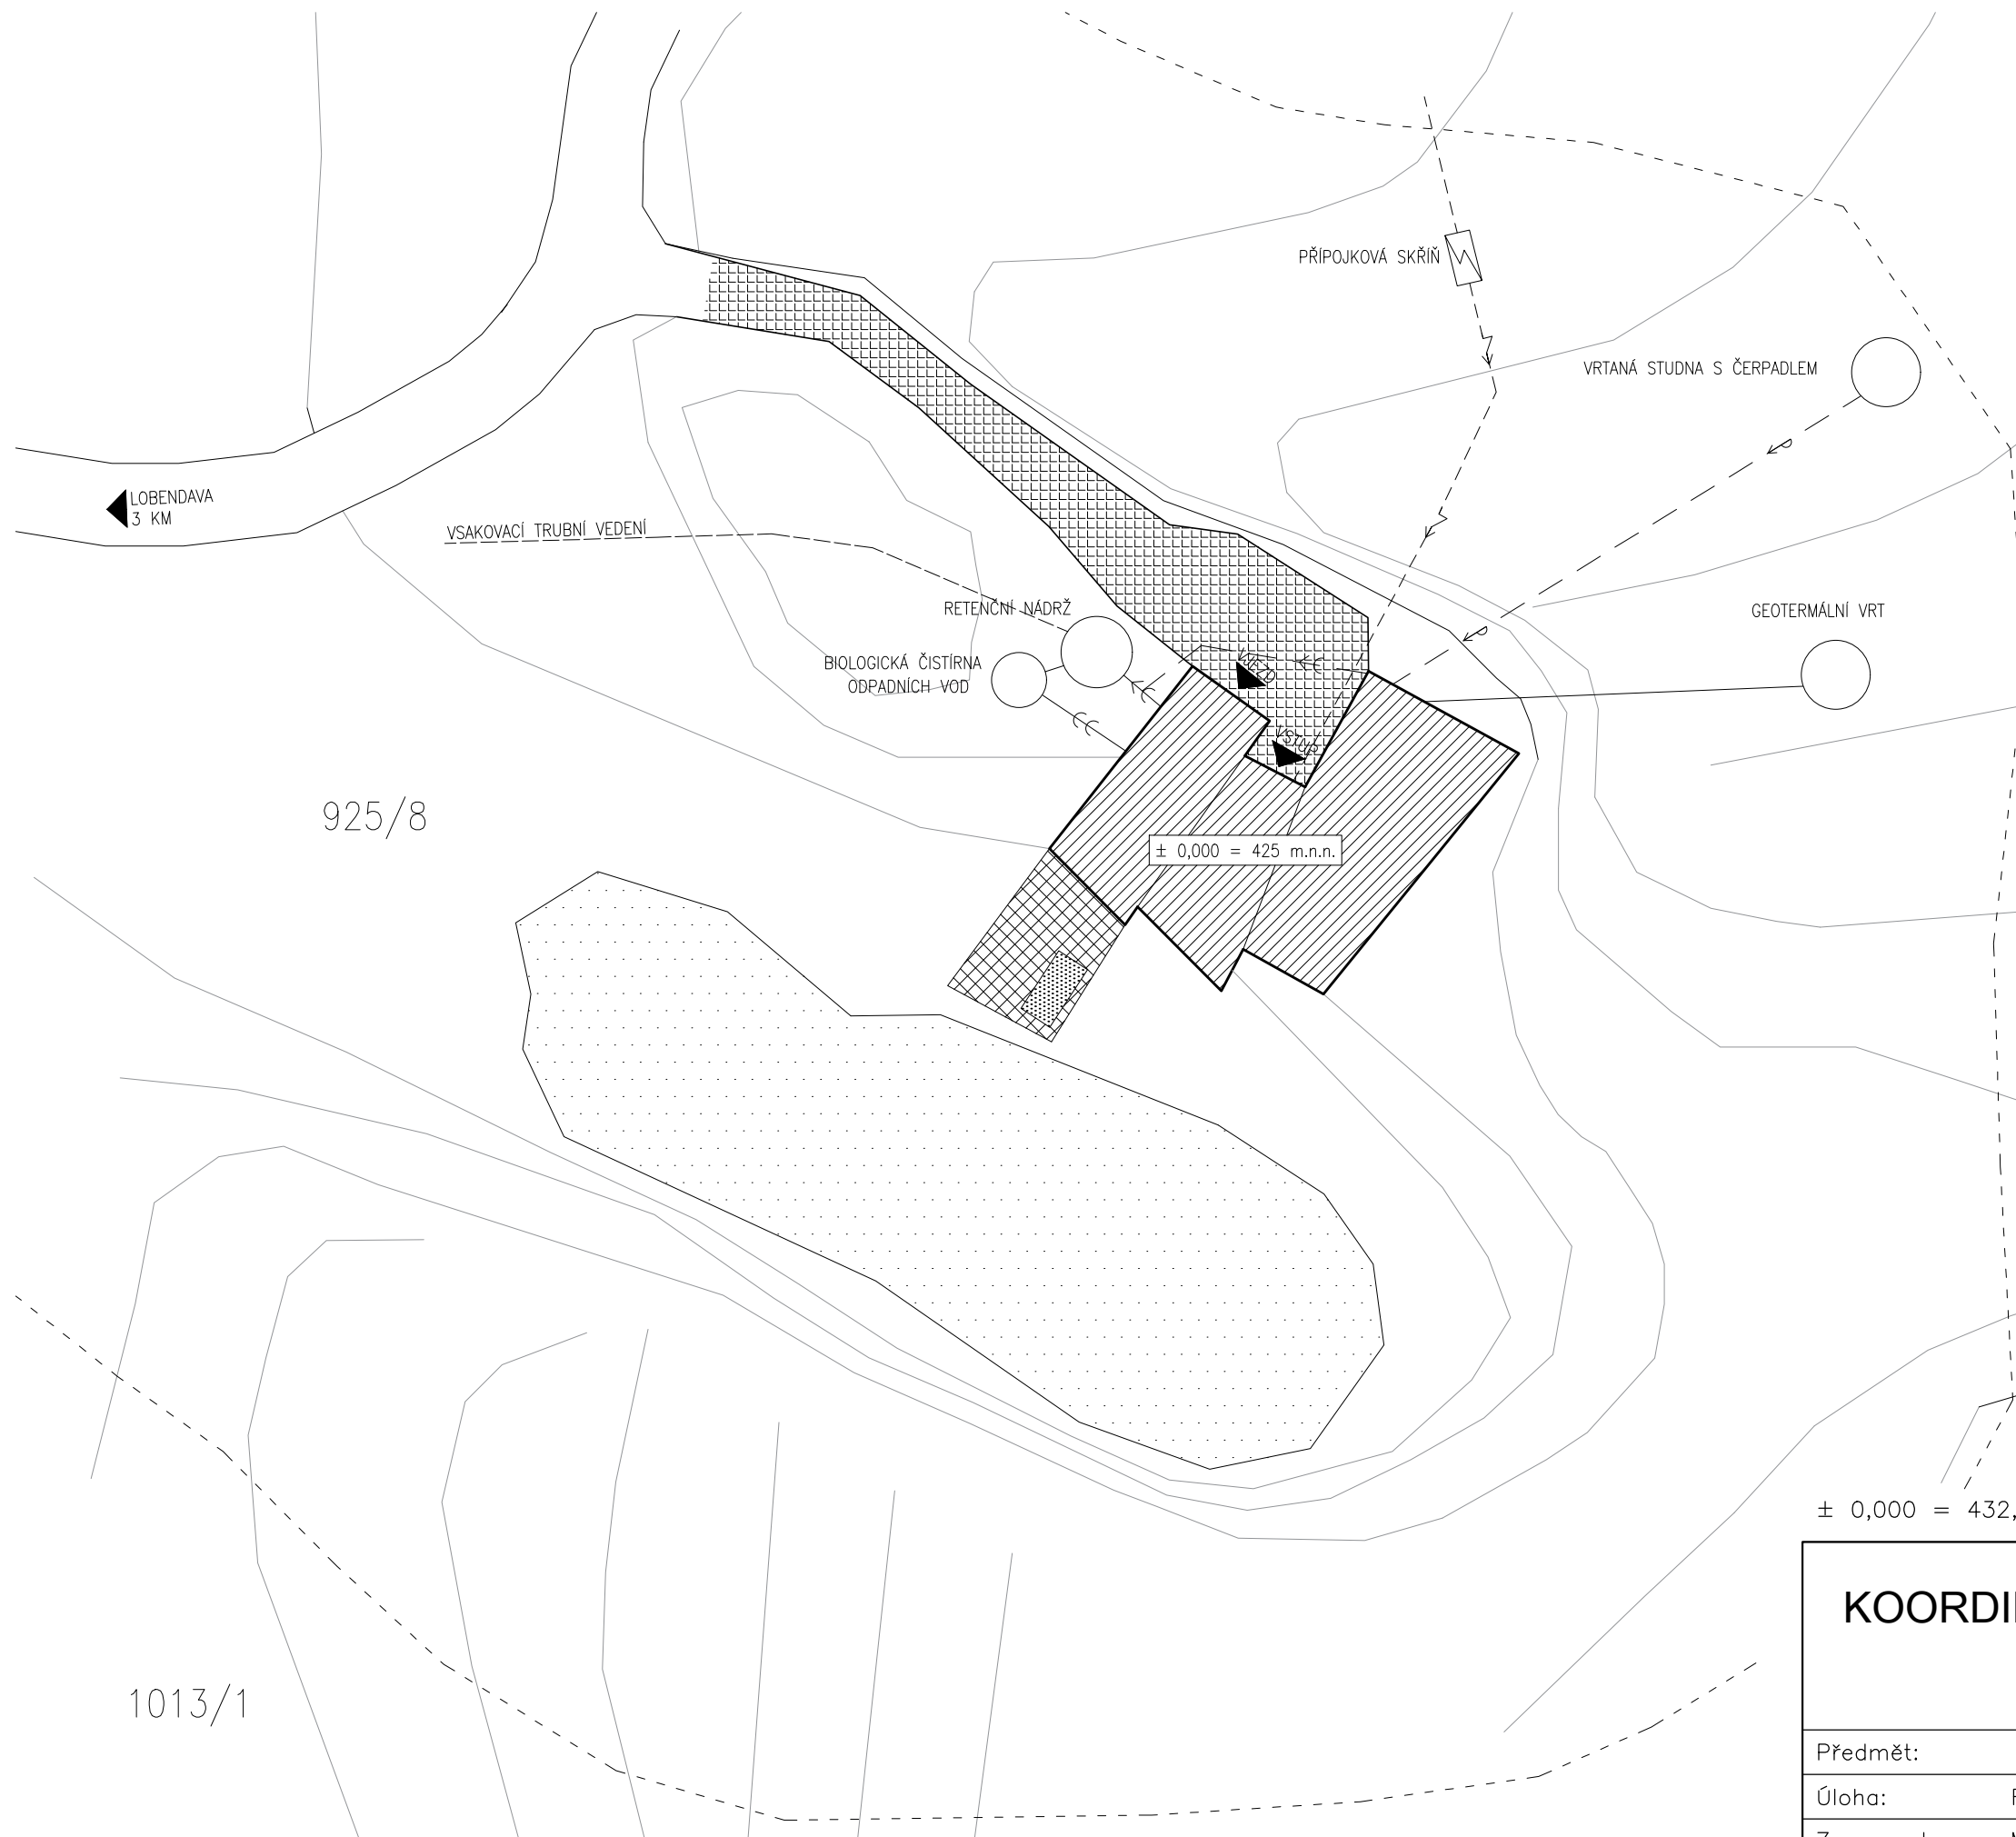 PŘÍPOJKOVÁ SKŘÍŇ
VRTANÁ STUDNA S ČERPADLEM
LOBENDAVA
3 KM
VSAKOVACÍ TRUBNÍ VEDENÍ
RETENČNÍ NÁDRŽ
GEOTERMÁLNÍ VRT
BIOLOGICKÁ ČISTÍRNA
ODPADNÍCH VOD
VJEZD
VSTUP
925/8
± 0,000 = 425 m.n.n.
± 0,000 = 432,
KOORDI
1013/1
Předmět:
Úloha: